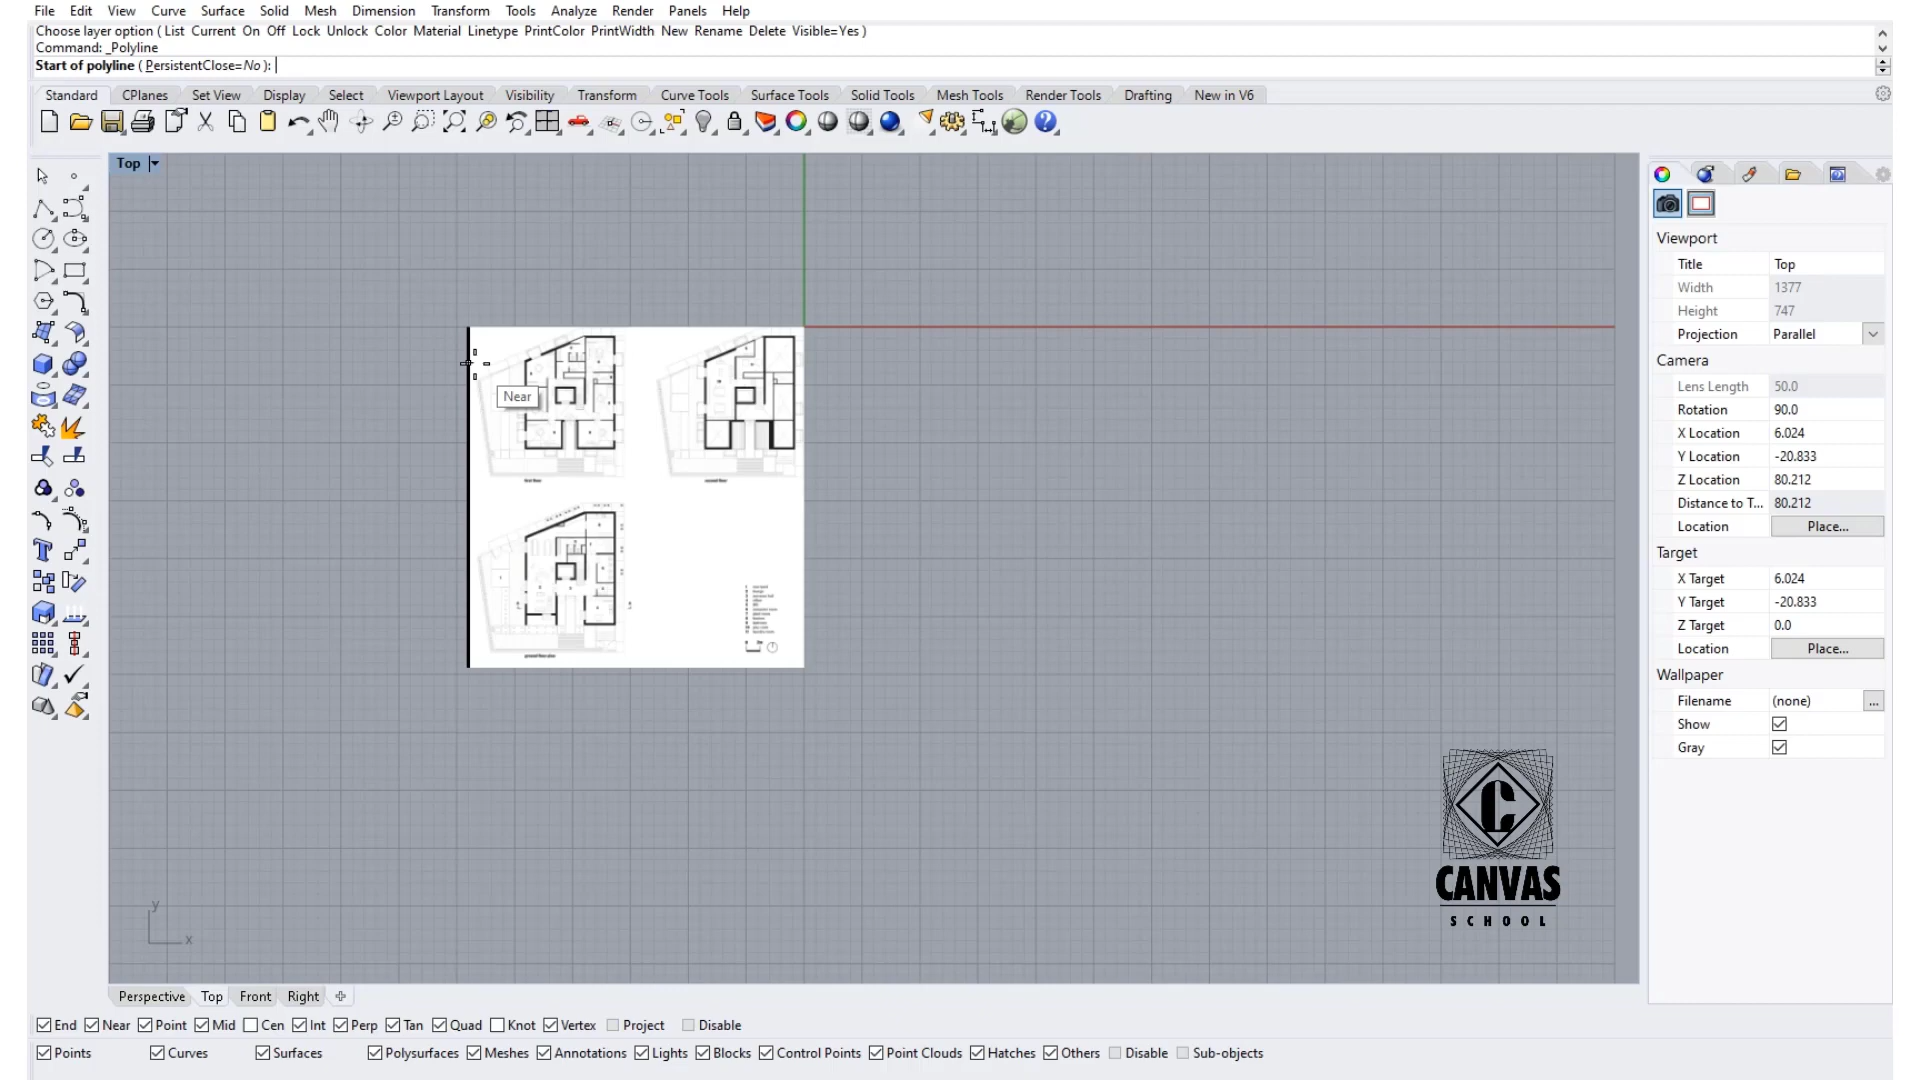 File Edit View Curve Surface Solid Mesh Dimension Transform Tools Analyze Render Panels Help
Choose layer option ( List Current On Off Lock Unlock Color Material Linetype PrintColor PrintWidth New Rename Delete Visible=Yes )
Command: _Polyline
Start of polyline ( PersistentClose=No ):
Standard CPlanes Set View Display Select Viewport Layout Visibility Transform Curve Tools Surface Tools Solid Tools Mesh Tools Render Tools Drafting New in V6
Top
Near
first floor
second floor
ground floor plan
y
x
CANVAS
SCHOOL
Viewport
Title Top
Width 1377
Height 747
Projection Parallel
Camera
Lens Length 50.0
Rotation 90.0
X Location 6.024
Y Location -20.833
Z Location 80.212
Distance to T... 80.212
Location Place...
Target
X Target 6.024
Y Target -20.833
Z Target 0.0
Location Place...
Wallpaper
Filename (none) ...
Show
Gray
Perspective Top Front Right
End Near Point Mid Cen Int Perp Tan Quad Knot Vertex Project Disable
Points Curves Surfaces Polysurfaces Meshes Annotations Lights Blocks Control Points Point Clouds Hatches Others Disable Sub-objects